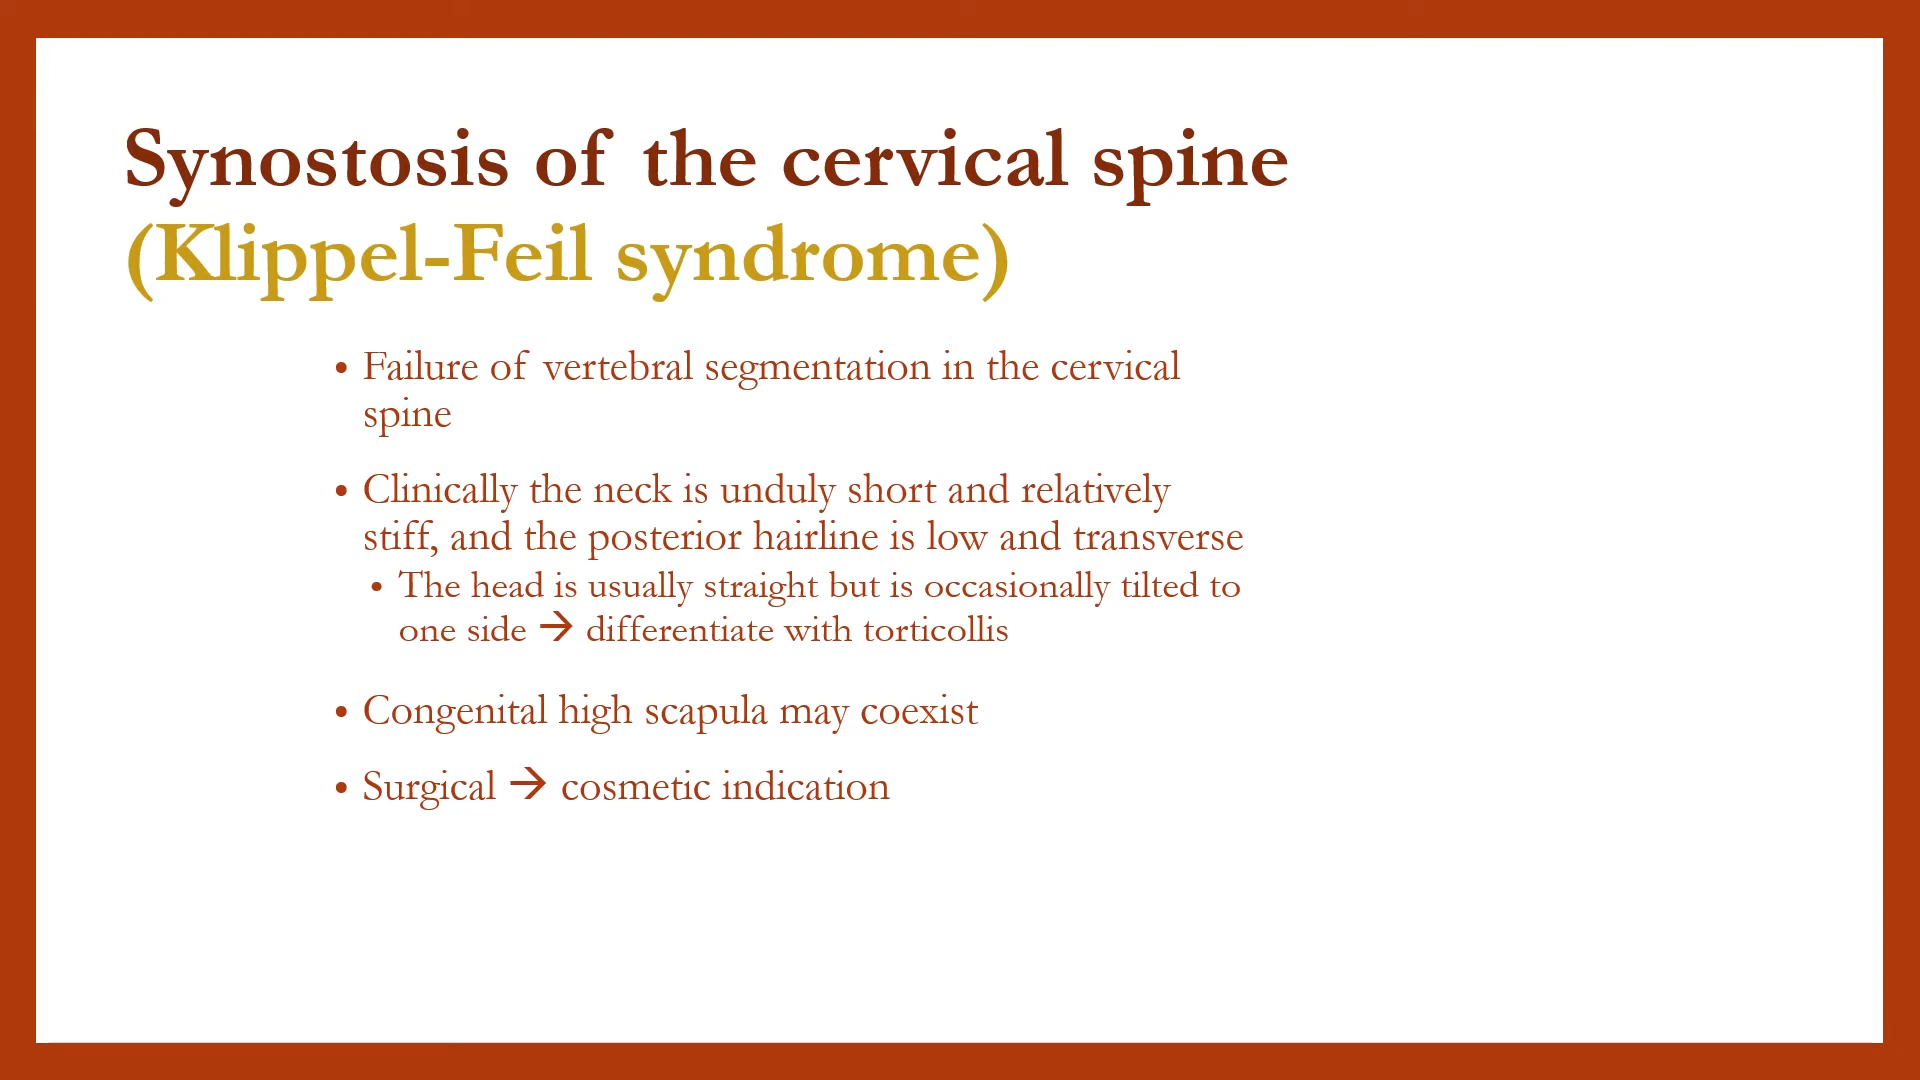 Synostosis of the cervical spine
(Klippel-Feil syndrome)
• Failure of vertebral segmentation in the cervical
spine
• Clinically the neck is unduly short and relatively
stiff, and the posterior hairline is low and transverse
• The head is usually straight but is occasionally tilted to
one side → differentiate with torticollis
• Congenital high scapula may coexist
• Surgical → cosmetic indication